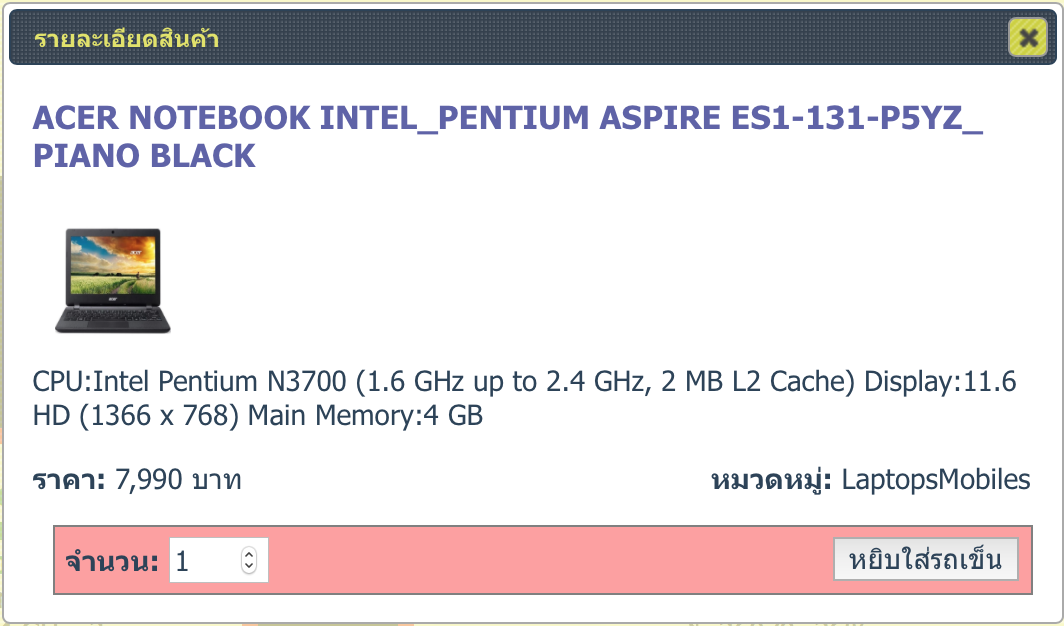 รายละเอียดสินค้า
ACER NOTEBOOK INTEL_PENTIUM ASPIRE ES1-131-P5YZ_
PIANO BLACK
acer
acer
CPU:Intel Pentium N3700 (1.6 GHz up to 2.4 GHz, 2 MB L2 Cache) Display:11.6
HD (1366 x 768) Main Memory:4 GB
ราคา: 7,990 บาท หมวดหมู่: LaptopsMobiles
จำนวน: 1 หยิบใส่รถเข็น